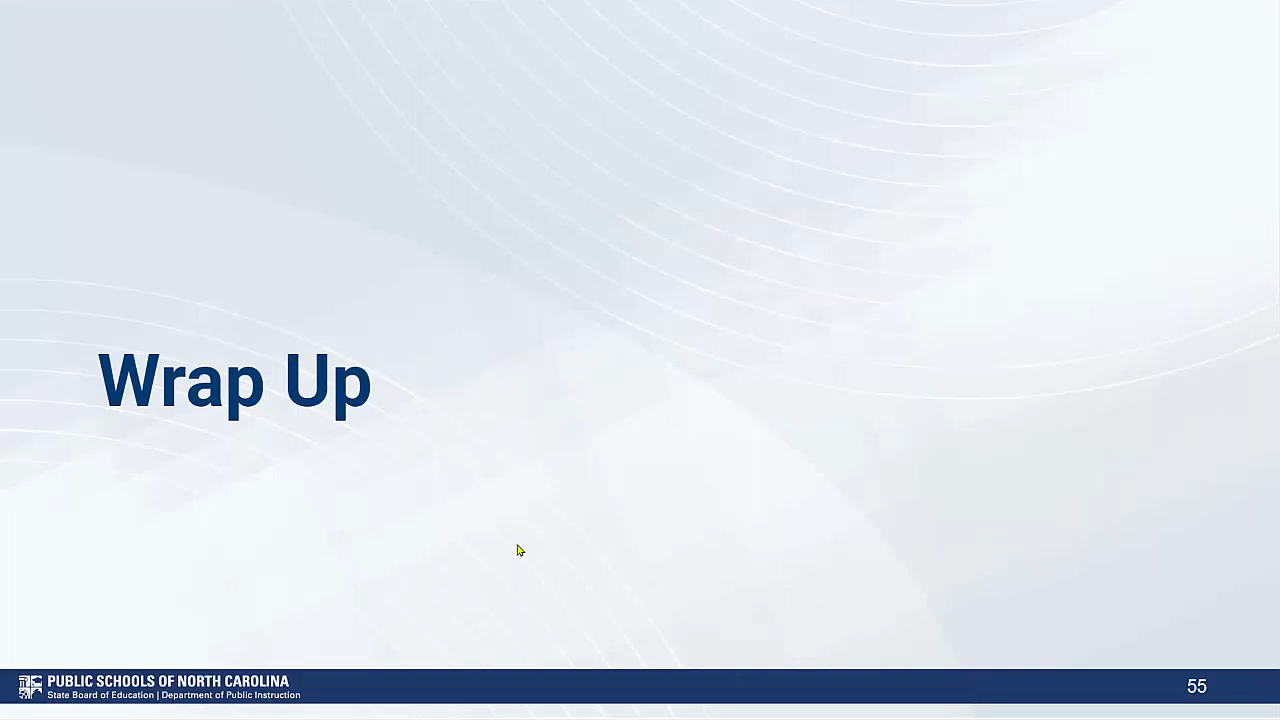 Wrap Up
PUBLIC SCHOOLS OF NORTH CAROLINA
State Board of Education | Department of Public Instruction
55